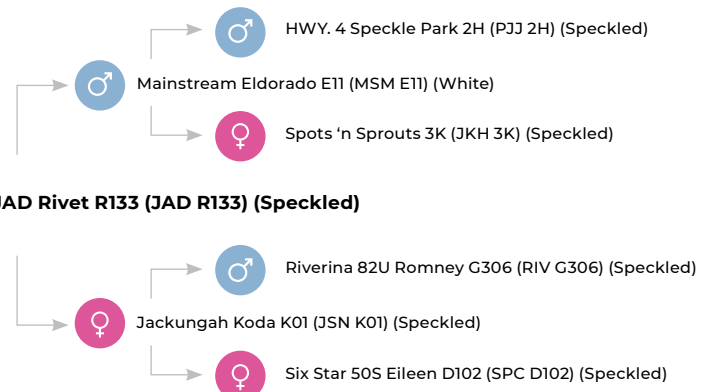 HWY. 4 Speckle Park 2H (PJJ 2H) (Speckled)
Mainstream Eldorado E11 (MSM E11) (White)
Spots ‘n Sprouts 3K (JKH 3K) (Speckled)
JAD Rivet R133 (JAD R133) (Speckled)
Riverina 82U Romney G306 (RIV G306) (Speckled)
Jackungah Koda K01 (JSN K01) (Speckled)
Six Star 50S Eileen D102 (SPC D102) (Speckled)